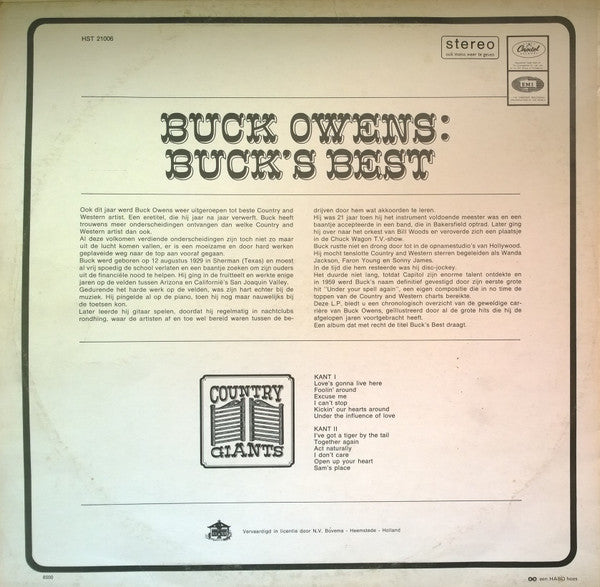 HST 21006
stereo
ook mono weer te geven
Capitol
EMI
BUCK OWENS:
BUCK'S BEST
Ook dit jaar werd Buck Owens weer uitgeroepen tot beste Country and
Western artist. Een eretitel, die hij jaar na jaar verwerft. Buck heeft
trouwens meer onderscheidingen ontvangen dan welke Country and
Western artist dan ook.
Al deze volkomen verdiende onderscheidingen zijn toch niet zo maar
uit de lucht komen vallen, er is een moeizame en door hard werken
geplaveide weg naar de top aan vooraf gegaan.
Buck werd geboren op 12 augustus 1929 in Sherman (Texas) en moest
al vrij spoedig de school verlaten en een baantje zoeken om zijn ouders
uit de financiële nood te helpen. Hij ging in de fruitteelt en werkte enige
jaren op de velden tussen Arizona en Californië's San Joaquin Valley.
Gedurende het harde werk op de velden, was zijn hart echter bij de
muziek. Hij pingelde al op de piano, toen hij nog maar nauwelijks bij
de toetsen kon.
Later leerde hij gitaar spelen, doordat hij regelmatig in nachtclubs
rondhing, waar de artisten af en toe wel bereid waren tussen de be-
drijven door hem wat akkoorden te leren.
Hij was 21 jaar toen hij het instrument voldoende meester was en een
baantje accepteerde in een band, die in Bakersfield optrad. Later ging
hij over naar het orkest van Bill Woods en veroverde zich een plaatsje
in de Chuck Wagon T.V.-show.
Buck rustte niet en drong door tot in de opnamestudio's van Hollywood.
Hij mocht tenslotte Country and Western sterren begeleiden als Wanda
Jackson, Faron Young en Sonny James.
In de tijd die hem resteerde was hij disc-jockey.
Het duurde niet lang, totdat Capitol zijn enorme talent ontdekte en
in 1959 werd Buck's naam definitief gevestigd door zijn eerste grote
hit "Under your spell again", een eigen compositie die in no time de
toppen van de Country and Western charts bereikte.
Deze L.P. biedt u een chronologisch overzicht van de geweldige car-
rière van Buck Owens, geïllustreerd door al de grote hits die hij de
afgelopen jaren voortgebracht heeft.
Een album dat met recht de titel Buck's Best draagt.
COUNTRY
GIANTS
KANT I
Love's gonna live here
Foolin' around
Excuse me
I can't stop
Kickin' our hearts around
Under the influence of love
KANT II
I've got a tiger by the tail
Together again
Act naturally
I don't care
Open up your heart
Sam's place
Vervaardigd in licentie door N.V. Bovema - Heemstede - Holland
een HABO hoes